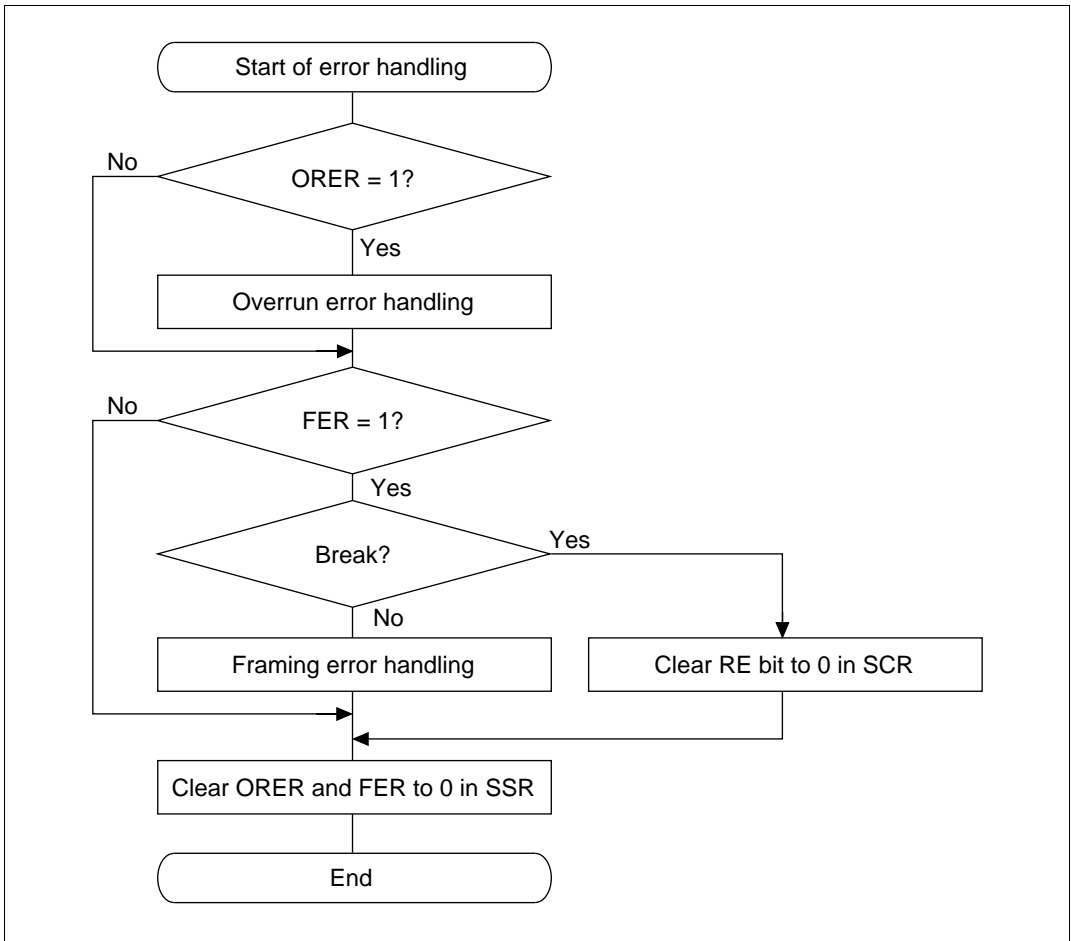 Start of error handling
No
ORER = 1?
Yes
Overrun error handling
No
FER = 1?
Yes
Break?
Yes
No
Framing error handling
Clear RE bit to 0 in SCR
Clear ORER and FER to 0 in SSR
End